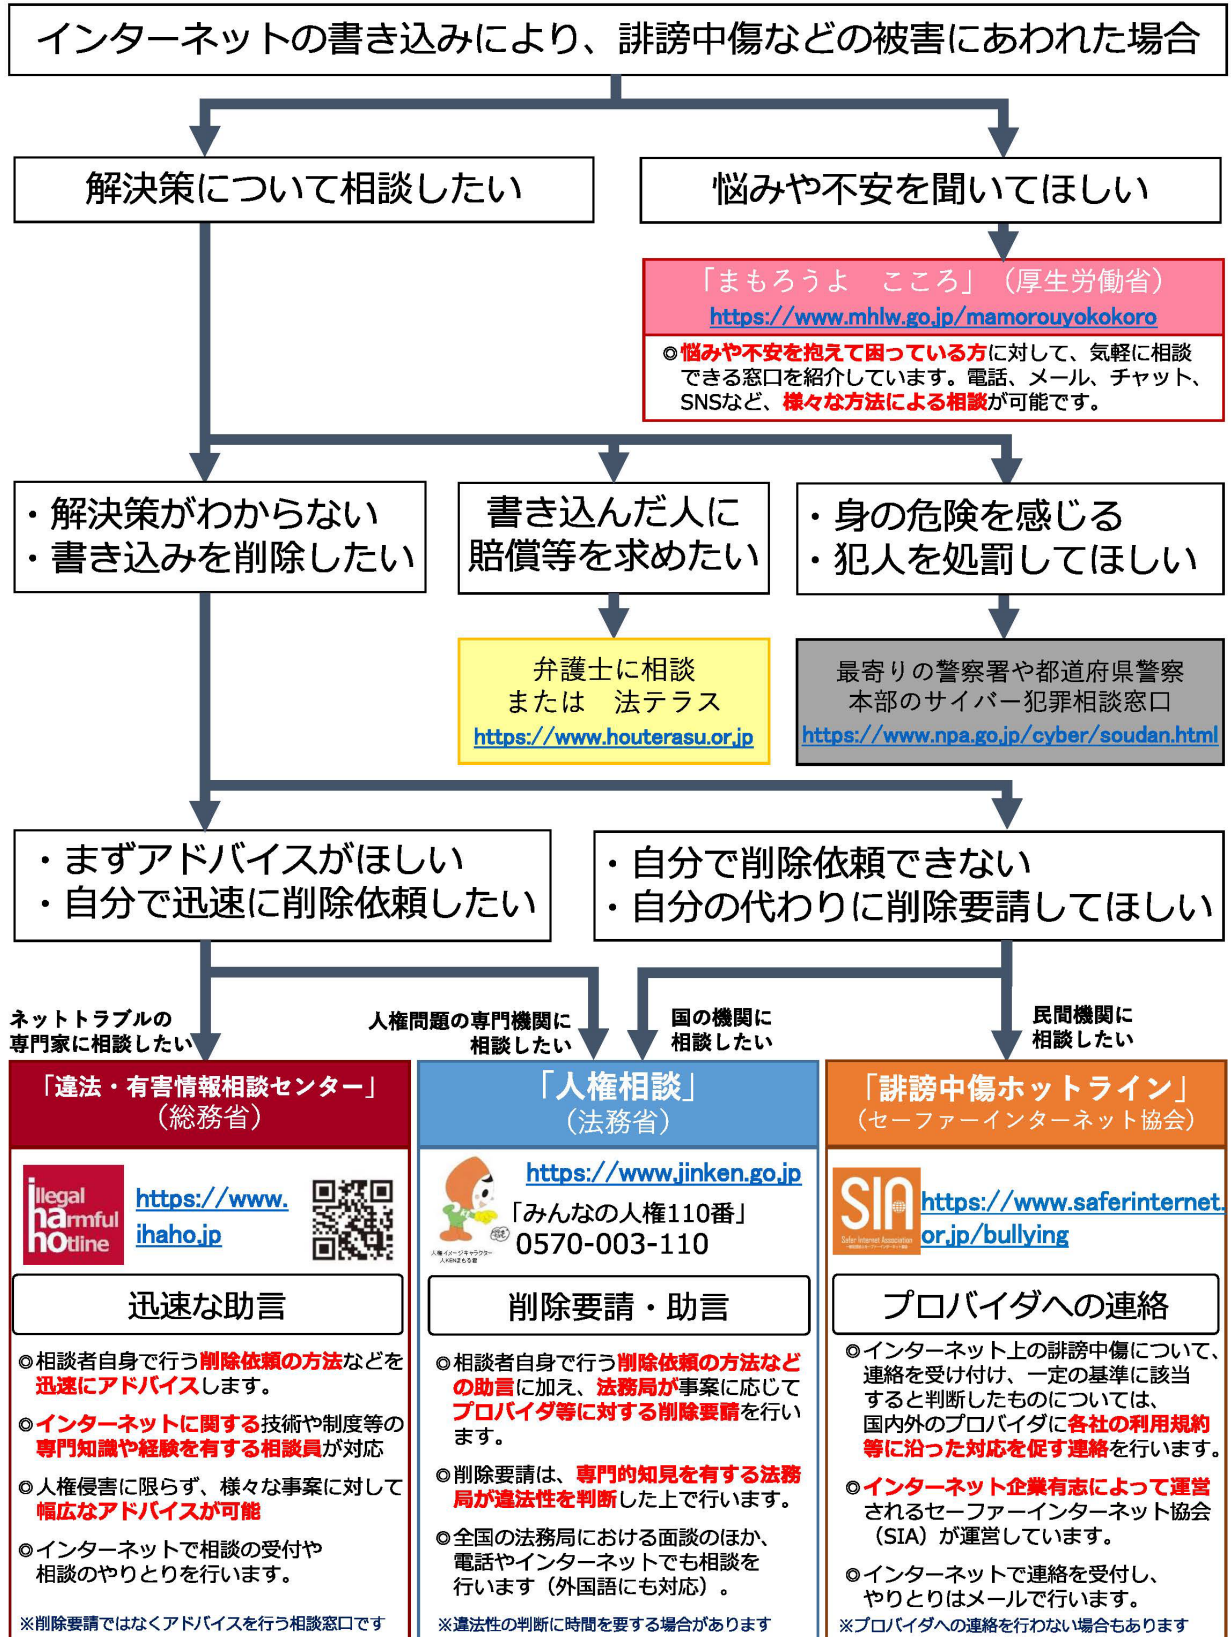 インターネットの書き込みにより、誹謗中傷などの被害にあわれた場合
解決策について相談したい
悩みや不安を聞いてほしい
「まもろうよ　こころ」（厚生労働省）
https://www.mhlw.go.jp/mamorouyokokoro
◎悩みや不安を抱えて困っている方に対して、気軽に相談
できる窓口を紹介しています。電話、メール、チャット、
SNSなど、様々な方法による相談が可能です。
・解決策がわからない
・書き込みを削除したい
書き込んだ人に
賠償等を求めたい
・身の危険を感じる
・犯人を処罰してほしい
弁護士に相談
または　法テラス
https://www.houterasu.or.jp
最寄りの警察署や都道府県警察
本部のサイバー犯罪相談窓口
https://www.npa.go.jp/cyber/soudan.html
・まずアドバイスがほしい
・自分で迅速に削除依頼したい
・自分で削除依頼できない
・自分の代わりに削除要請してほしい
ネットトラブルの
専門家に相談したい
人権問題の専門機関に
相談したい
国の機関に
相談したい
民間機関に
相談したい
「違法・有害情報相談センター」
（総務省）
illegal
harmful
hotline
https://www.
ihaho.jp
迅速な助言
◎相談者自身で行う削除依頼の方法などを
迅速にアドバイスします。
◎インターネットに関する技術や制度等の
専門知識や経験を有する相談員が対応
◎人権侵害に限らず、様々な事案に対して
幅広なアドバイスが可能
◎インターネットで相談の受付や
相談のやりとりを行います。
※削除要請ではなくアドバイスを行う相談窓口です
「人権相談」
（法務省）
https://www.jinken.go.jp
「みんなの人権110番」
0570-003-110
人権イメージキャラクター
人KENまもる君
削除要請・助言
◎相談者自身で行う削除依頼の方法など
の助言に加え、法務局が事案に応じて
プロバイダ等に対する削除要請を行い
ます。
◎削除要請は、専門的知見を有する法務
局が違法性を判断した上で行います。
◎全国の法務局における面談のほか、
電話やインターネットでも相談を
行います（外国語にも対応）。
※違法性の判断に時間を要する場合があります
「誹謗中傷ホットライン」
（セーファーインターネット協会）
SIA
Safer Internet Association
https://www.saferinternet.
or.jp/bullying
プロバイダへの連絡
◎インターネット上の誹謗中傷について、
連絡を受け付け、一定の基準に該当
すると判断したものについては、
国内外のプロバイダに各社の利用規約
等に沿った対応を促す連絡を行います。
◎インターネット企業有志によって運営
されるセーファーインターネット協会
（SIA）が運営しています。
◎インターネットで連絡を受付し、
やりとりはメールで行います。
※プロバイダへの連絡を行わない場合もあります